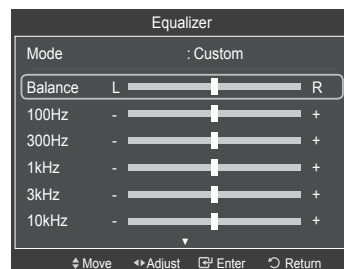 Equalizer
Mode : Custom
Balance L R
100Hz - +
300Hz - +
1kHz - +
3kHz - +
10kHz - +
Move Adjust Enter Return